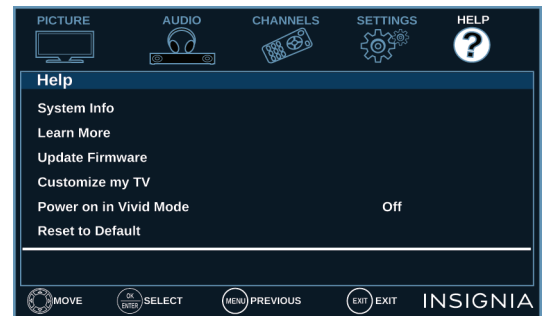 PICTURE AUDIO CHANNELS SETTINGS HELP
?
Help
System Info
Learn More
Update Firmware
Customize my TV
Power on in Vivid Mode Off
Reset to Default
MOVE OK ENTER SELECT MENU PREVIOUS EXIT EXIT INSIGNIA